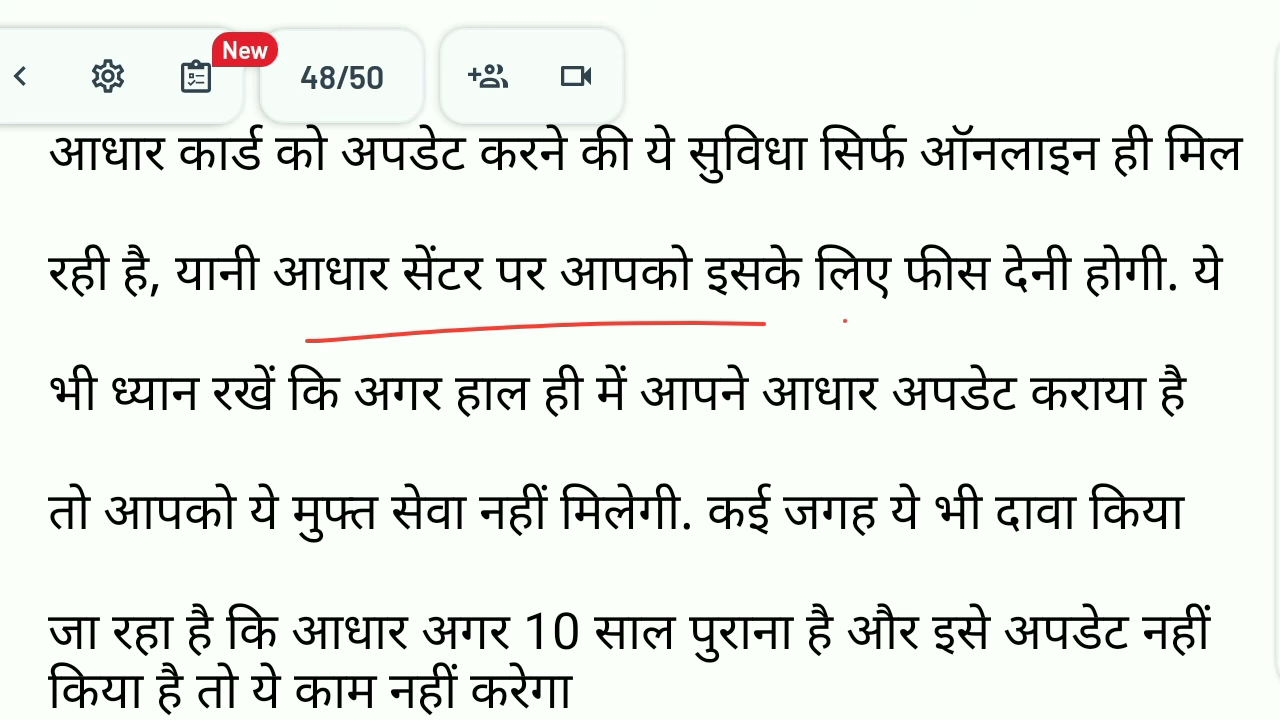 New
48/50
आधार कार्ड को अपडेट करने की ये सुविधा सिर्फ ऑनलाइन ही मिल
रही है, यानी आधार सेंटर पर आपको इसके लिए फीस देनी होगी. ये
भी ध्यान रखें कि अगर हाल ही में आपने आधार अपडेट कराया है
तो आपको ये मुफ्त सेवा नहीं मिलेगी. कई जगह ये भी दावा किया
जा रहा है कि आधार अगर 10 साल पुराना है और इसे अपडेट नहीं
किया है तो ये काम नहीं करेगा